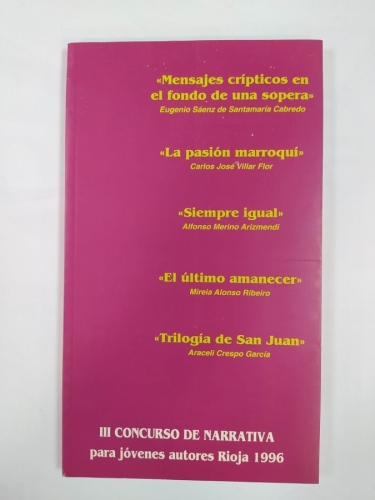 «Mensajes crípticos en
el fondo de una sopera»
Eugenio Sáenz de Santamaría Cabredo
«La pasión marroquí»
Carlos José Villar Flor
«Siempre igual»
Alfonso Merino Arizmendi
«El último amanecer»
Mireia Alonso Ribeiro
«Trilogía de San Juan»
Araceli Crespo García
III CONCURSO DE NARRATIVA
para jóvenes autores Rioja 1996